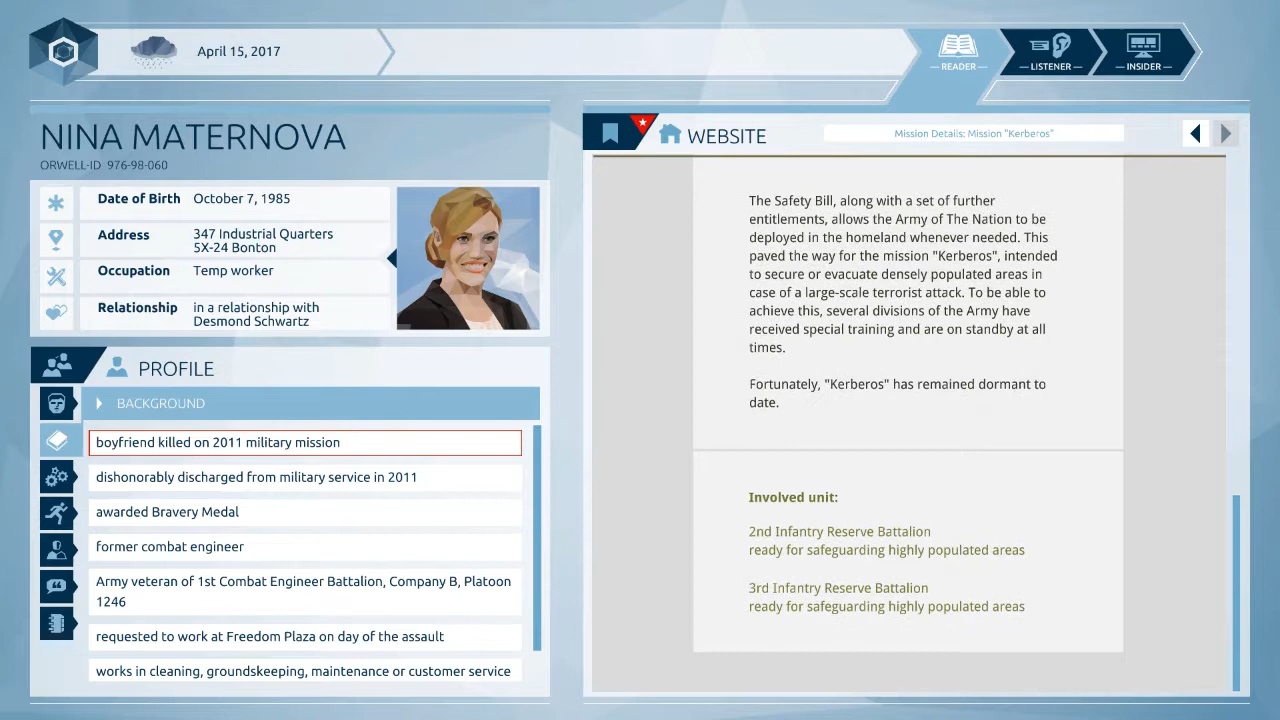 April 15, 2017
— READER —
— LISTENER —
— INSIDER —
NINA MATERNOVA
ORWELL-ID 976-98-060
Date of Birth October 7, 1985
Address 347 Industrial Quarters
5X-24 Bonton
Occupation Temp worker
Relationship in a relationship with
Desmond Schwartz
PROFILE
BACKGROUND
boyfriend killed on 2011 military mission
dishonorably discharged from military service in 2011
awarded Bravery Medal
former combat engineer
Army veteran of 1st Combat Engineer Battalion, Company B, Platoon
1246
requested to work at Freedom Plaza on day of the assault
works in cleaning, groundskeeping, maintenance or customer service
WEBSITE
Mission Details: Mission "Kerberos"
The Safety Bill, along with a set of further
entitlements, allows the Army of The Nation to be
deployed in the homeland whenever needed. This
paved the way for the mission "Kerberos", intended
to secure or evacuate densely populated areas in
case of a large-scale terrorist attack. To be able to
achieve this, several divisions of the Army have
received special training and are on standby at all
times.
Fortunately, "Kerberos" has remained dormant to
date.
Involved unit:
2nd Infantry Reserve Battalion
ready for safeguarding highly populated areas
3rd Infantry Reserve Battalion
ready for safeguarding highly populated areas